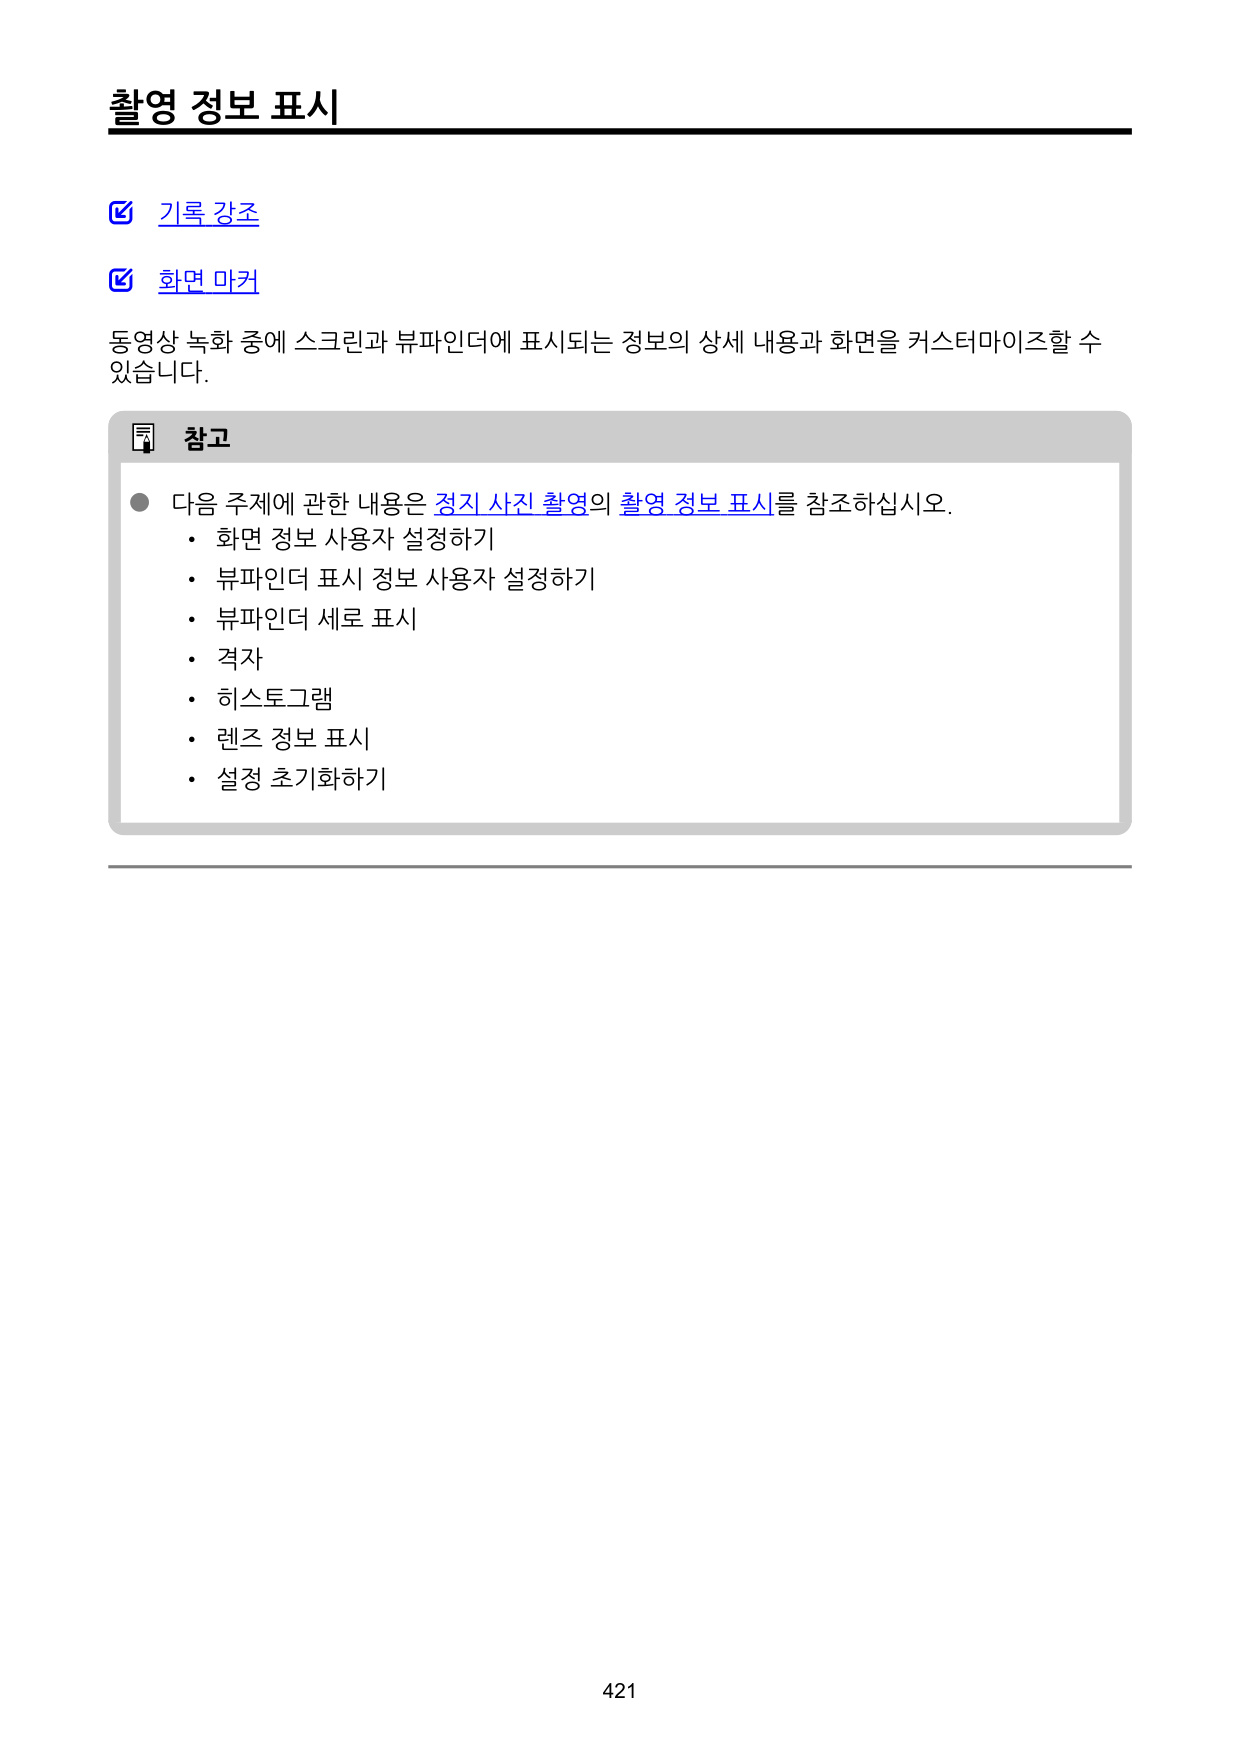 촬영 정보 표시
기록 강조
화면 마커
동영상 녹화 중에 스크린과 뷰파인더에 표시되는 정보의 상세 내용과 화면을 커스터마이즈할 수
있습니다.
참고
● 다음 주제에 관한 내용은 정지 사진 촬영의 촬영 정보 표시를 참조하십시오.
• 화면 정보 사용자 설정하기
• 뷰파인더 표시 정보 사용자 설정하기
• 뷰파인더 세로 표시
• 격자
• 히스토그램
• 렌즈 정보 표시
• 설정 초기화하기
421